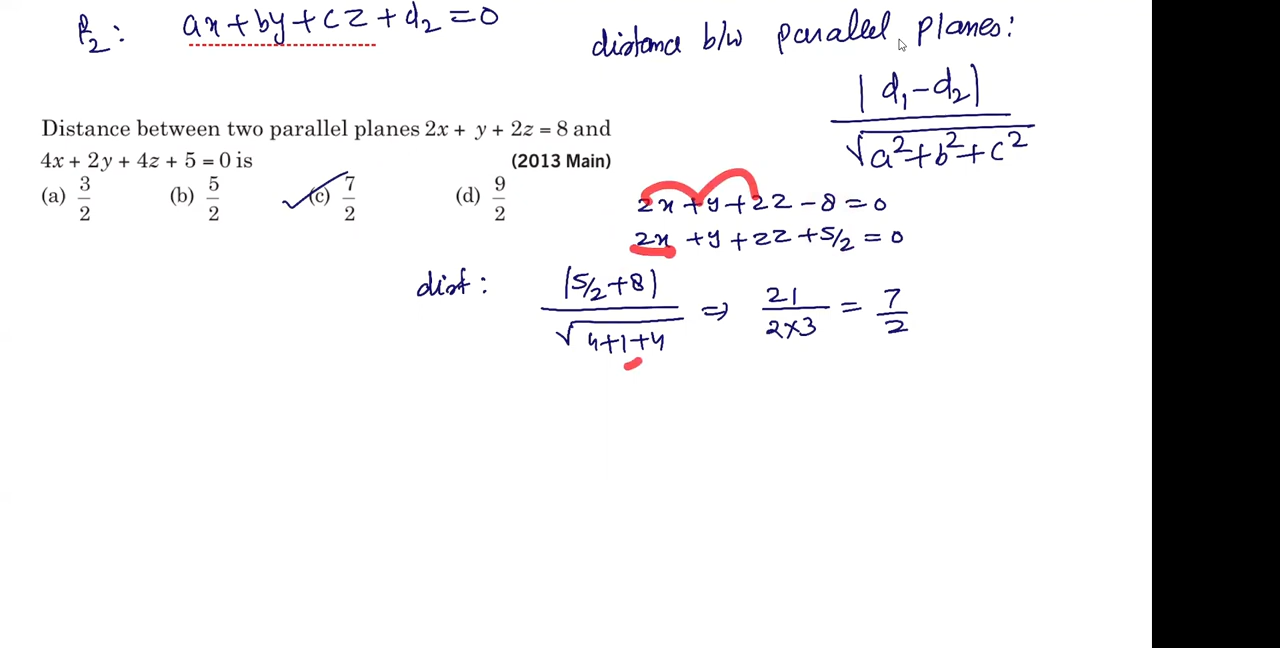 P₂: ax+by+cz+d₂=0
distance b/w parallel planes:
|d₁-d₂|
√a²+b²+c²
Distance between two parallel planes 2x + y + 2z = 8 and
4x + 2y + 4z + 5 = 0 is (2013 Main)
(a) 3/2 (b) 5/2 (c) 7/2 (d) 9/2
2x+y+2z-8=0
2x+y+2z+5/2=0
dist: |5/2+8| / √4+1+4 ⇒ 21/2×3 = 7/2